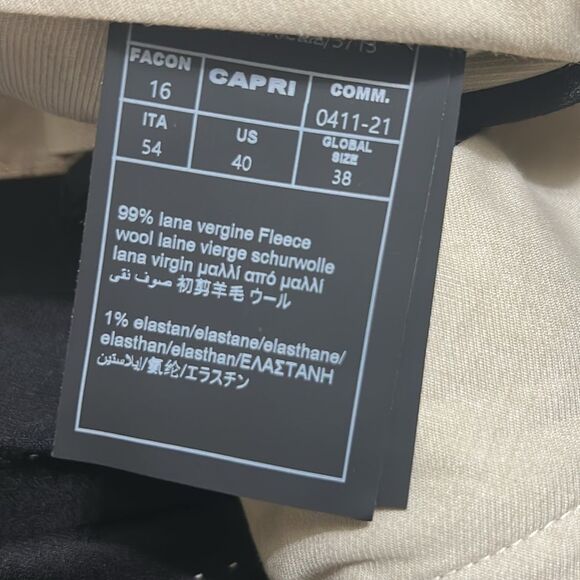 FACON
16
CAPRI
COMM.
0411-21
ITA
54
US
40
GLOBAL
SIZE
38
99% lana vergine Fleece
wool laine vierge schurwolle
lana virgin μαλλί από μαλλί
صوف نقي 初剪羊毛 ウール
1% elastan/elastane/elasthane/
elasthan/elasthan/ΕΛΑΣΤΑΝΗ
إيلاستين/氨纶/エラスチン